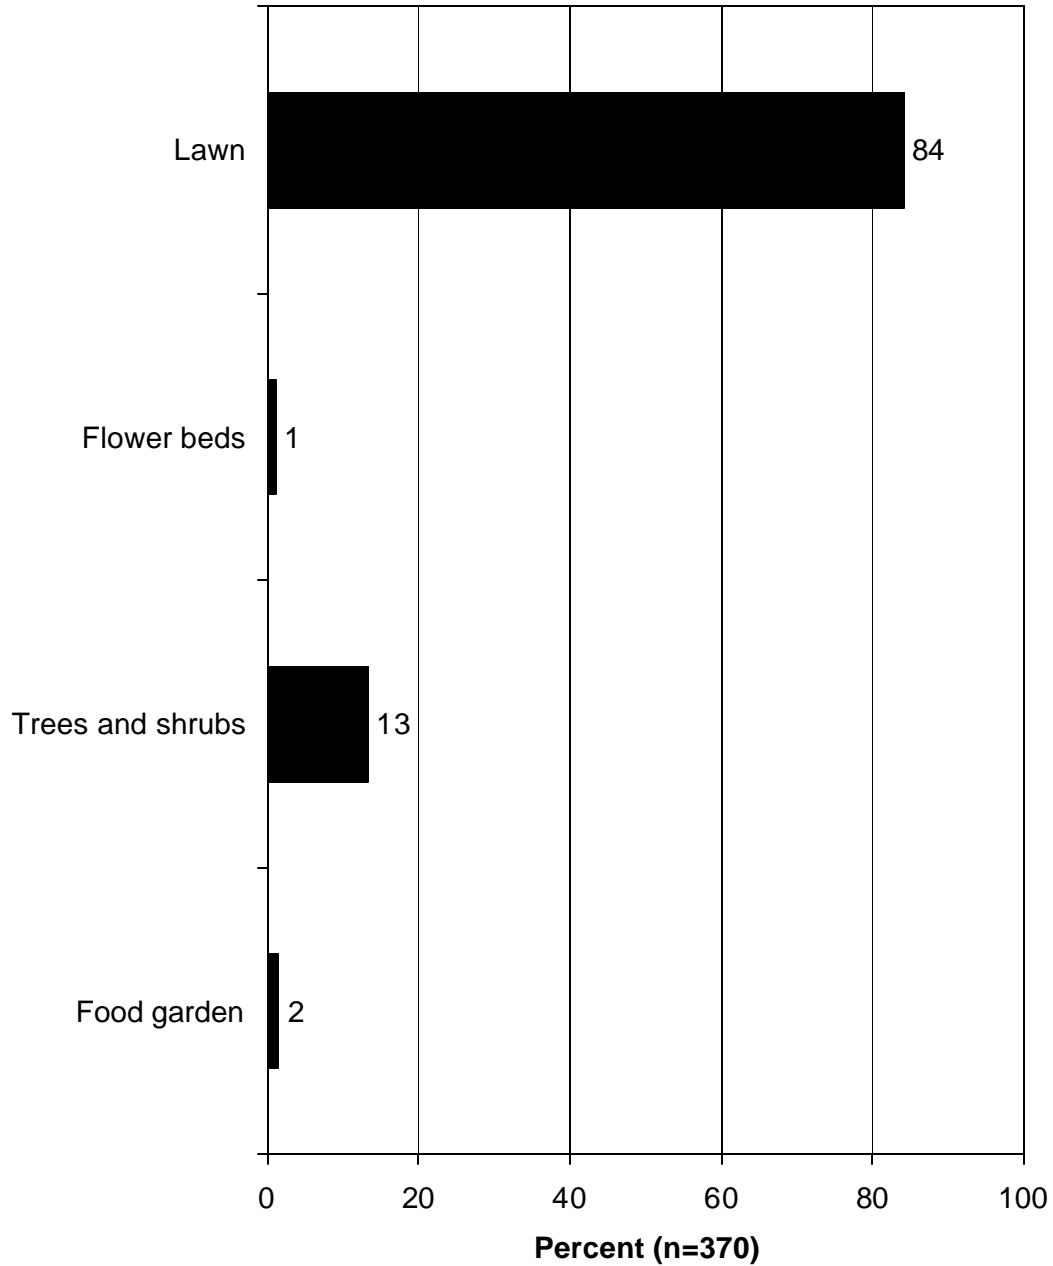 Lawn 84
Flower beds 1
Trees and shrubs 13
Food garden 2
0 20 40 60 80 100
Percent (n=370)